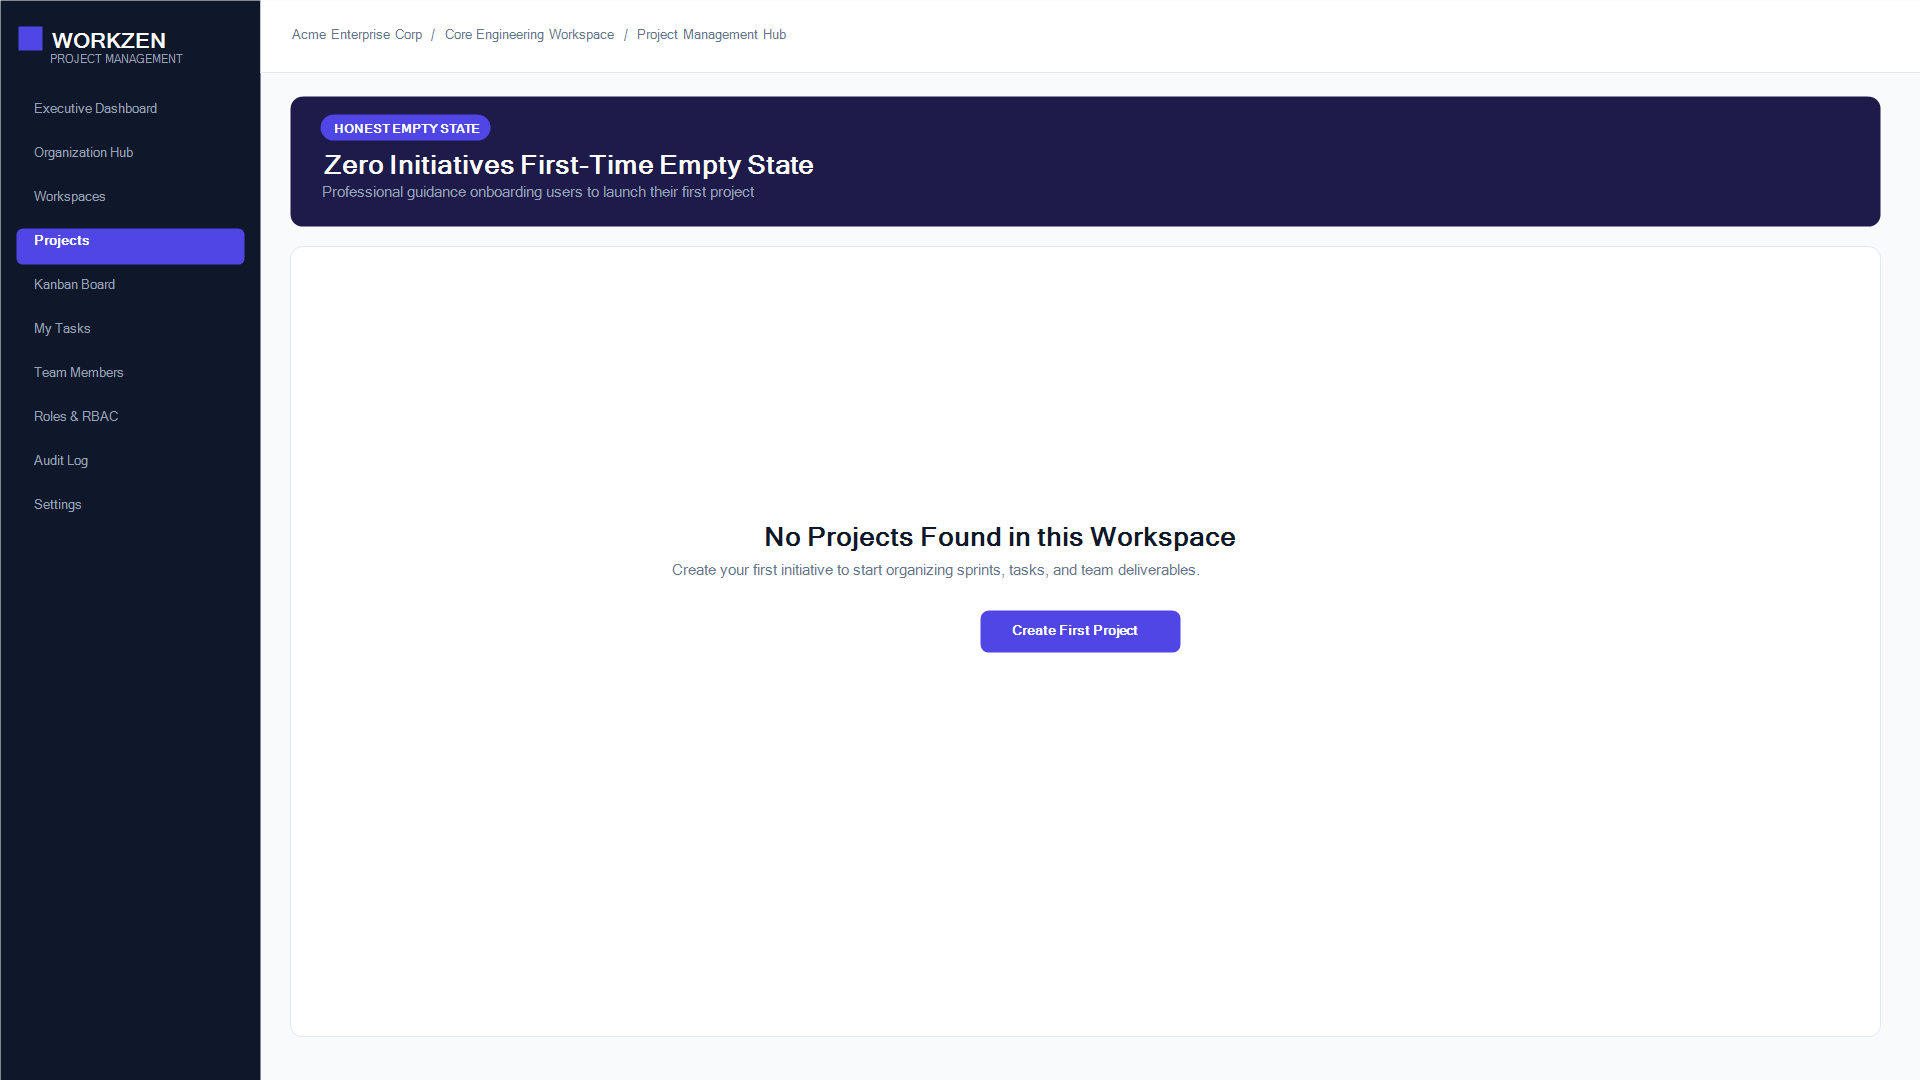 WORKZEN
PROJECT MANAGEMENT
Executive Dashboard
Organization Hub
Workspaces
Projects
Kanban Board
My Tasks
Team Members
Roles & RBAC
Audit Log
Settings
Acme Enterprise Corp / Core Engineering Workspace / Project Management Hub
HONEST EMPTY STATE
Zero Initiatives First-Time Empty State
Professional guidance onboarding users to launch their first project
No Projects Found in this Workspace
Create your first initiative to start organizing sprints, tasks, and team deliverables.
Create First Project